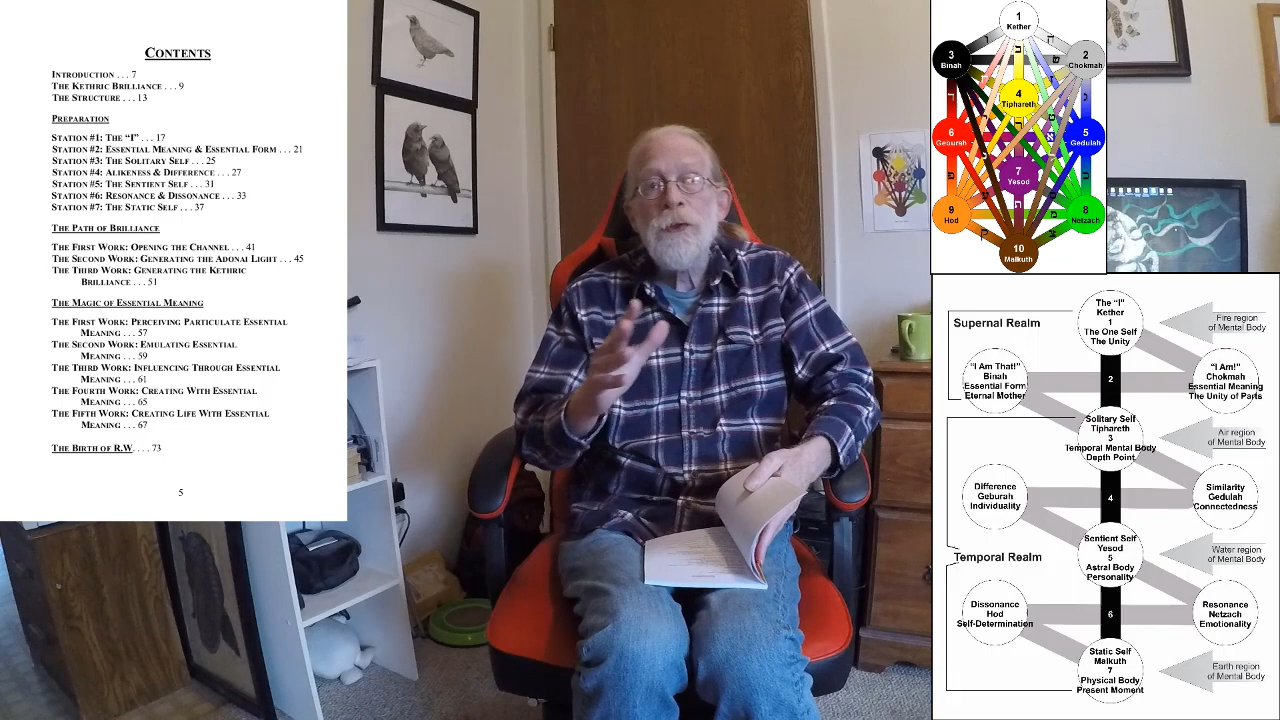 CONTENTS
INTRODUCTION . . . 7
THE KETHRIC BRILLIANCE . . . 9
THE STRUCTURE . . . 13
PREPARATION
STATION #1: THE "I" . . . 17
STATION #2: ESSENTIAL MEANING & ESSENTIAL FORM . . . 21
STATION #3: THE SOLITARY SELF . . . 25
STATION #4: ALIKENESS & DIFFERENCE . . . 27
STATION #5: THE SENTIENT SELF . . . 31
STATION #6: RESONANCE & DISSONANCE . . . 33
STATION #7: THE STATIC SELF . . . 37
THE PATH OF BRILLIANCE
THE FIRST WORK: OPENING THE CHANNEL . . . 41
THE SECOND WORK: GENERATING THE ADONAI LIGHT . . . 45
THE THIRD WORK: GENERATING THE KETHRIC
BRILLIANCE . . . 51
THE MAGIC OF ESSENTIAL MEANING
THE FIRST WORK: PERCEIVING PARTICULATE ESSENTIAL
MEANING . . . 57
THE SECOND WORK: EMULATING ESSENTIAL
MEANING . . . 59
THE THIRD WORK: INFLUENCING THROUGH ESSENTIAL
MEANING . . . 61
THE FOURTH WORK: CREATING WITH ESSENTIAL
MEANING . . . 65
THE FIFTH WORK: CREATING LIFE WITH ESSENTIAL
MEANING . . . 67
THE BIRTH OF R.W. . . . 73
5
1
Kether
3
Binah
2
Chokmah
4
Tiphareth
6
Geburah
5
Gedulah
7
Yesod
9
Hod
8
Netzach
10
Malkuth
Supernal Realm
The "I"
Kether
1
The One Self
The Unity
Fire region
of Mental Body
"I Am That!"
Binah
Essential Form
Eternal Mother
2
"I Am!"
Chokmah
Essential Meaning
The Unity of Parts
Solitary Self
Tiphareth
3
Temporal Mental Body
Depth Point
Air region
of Mental Body
Difference
Geburah
Individuality
4
Similarity
Gedulah
Connectedness
Temporal Realm
Sentient Self
Yesod
5
Astral Body
Personality
Water region
of Mental Body
Dissonance
Hod
Self-Determination
6
Resonance
Netzach
Emotionality
Static Self
Malkuth
7
Physical Body
Present Moment
Earth region
of Mental Body